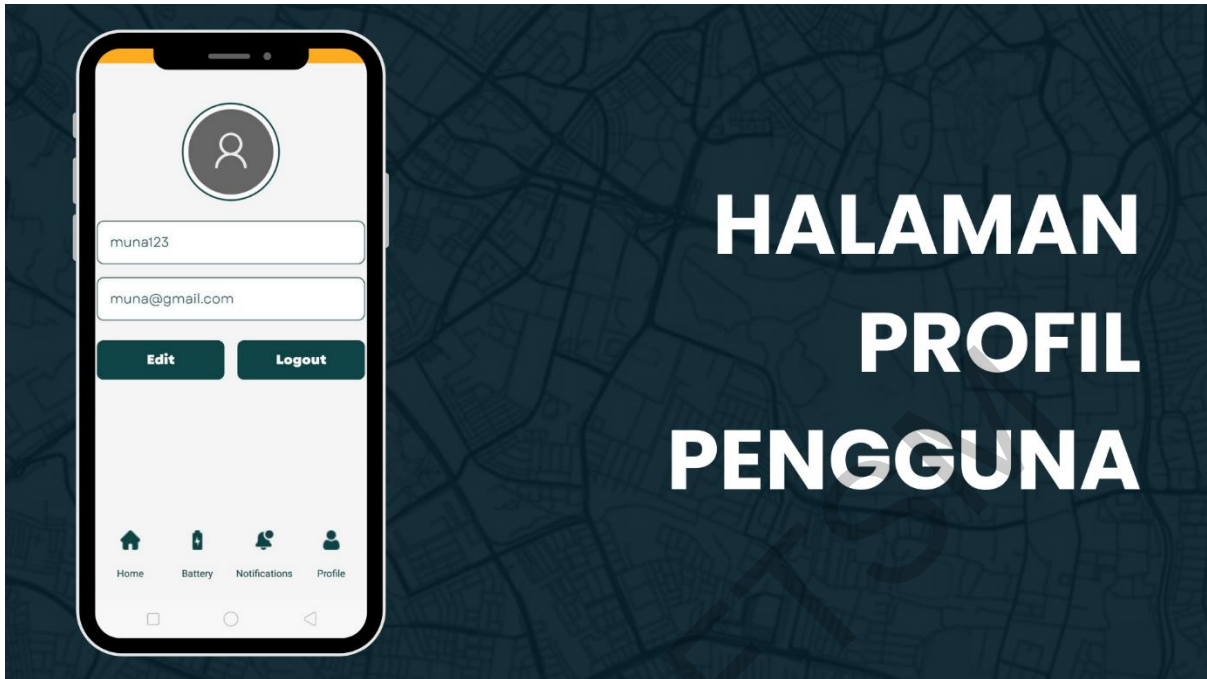 muna123
muna@gmail.com
Edit Logout
Home Battery Notifications Profile
HALAMAN
PROFIL
PENGGUNA